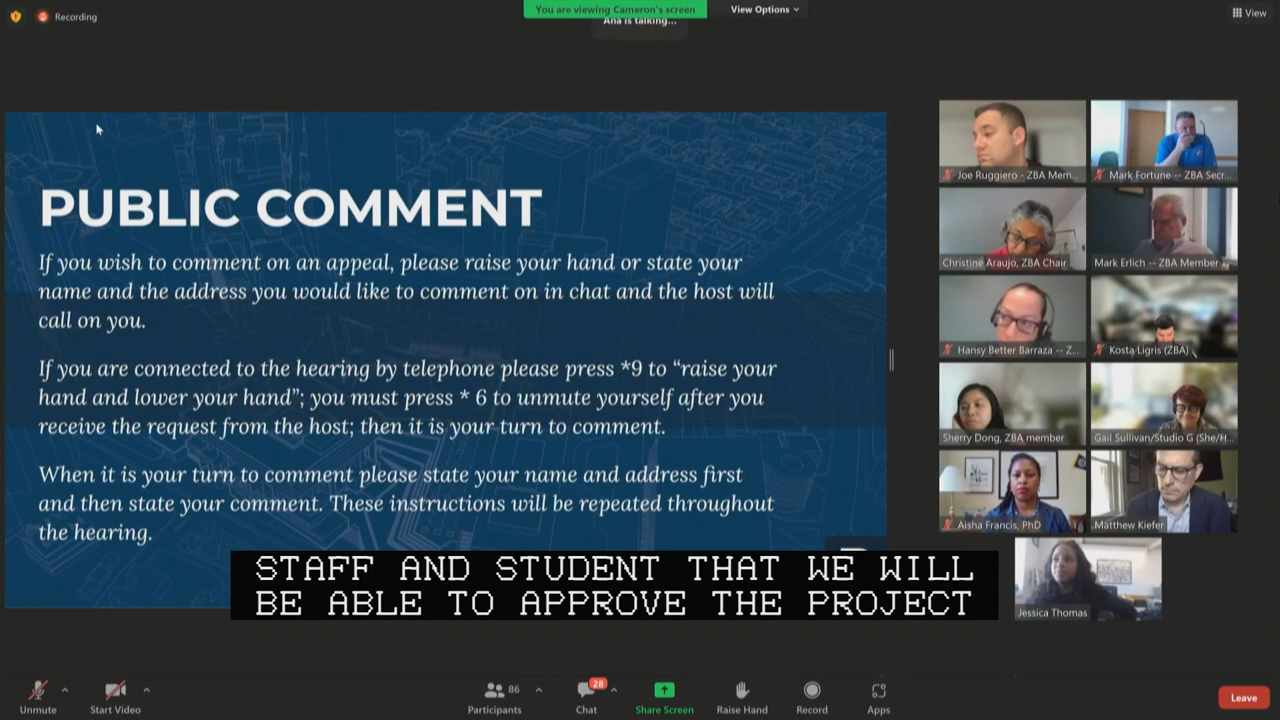 Recording
You are viewing Cameron's screen
View Options
Ana is talking...
View
PUBLIC COMMENT
If you wish to comment on an appeal, please raise your hand or state your
name and the address you would like to comment on in chat and the host will
call on you.
If you are connected to the hearing by telephone please press *9 to “raise your
hand and lower your hand”; you must press * 6 to unmute yourself after you
receive the request from the host; then it is your turn to comment.
When it is your turn to comment please state your name and address first
and then state your comment. These instructions will be repeated throughout
the hearing.
STAFF AND STUDENT THAT WE WILL
BE ABLE TO APPROVE THE PROJECT
Joe Ruggiero - ZBA Mem...
Mark Fortune -- ZBA Secr...
Christine Araujo, ZBA Chair
Mark Erlich -- ZBA Member
Hansy Better Barraza -- Z...
Kosta Ligris (ZBA)
Sherry Dong, ZBA member
Gail Sullivan/Studio G (She/H...
Aisha Francis, PhD
Matthew Kiefer
Jessica Thomas
Unmute
Start Video
86
Participants
28
Chat
Share Screen
Raise Hand
Record
Apps
Leave